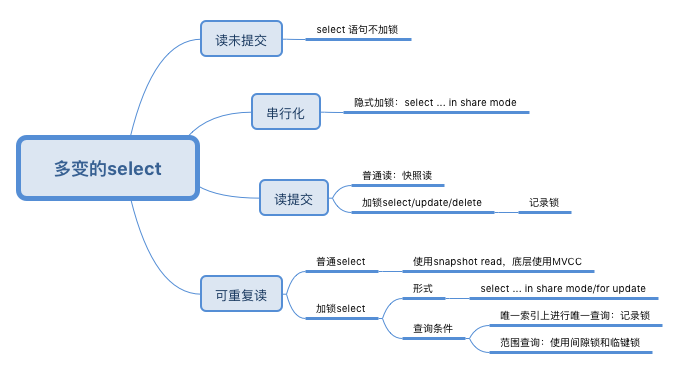 多变的select
读未提交
select 语句不加锁
串行化
隐式加锁：select ... in share mode
读提交
普通读：快照读
加锁select/update/delete
记录锁
可重复读
普通select
使用snapshot read，底层使用MVCC
加锁select
形式
select ... in share mode/for update
查询条件
唯一索引上进行唯一查询：记录锁
范围查询：使用间隙锁和临键锁